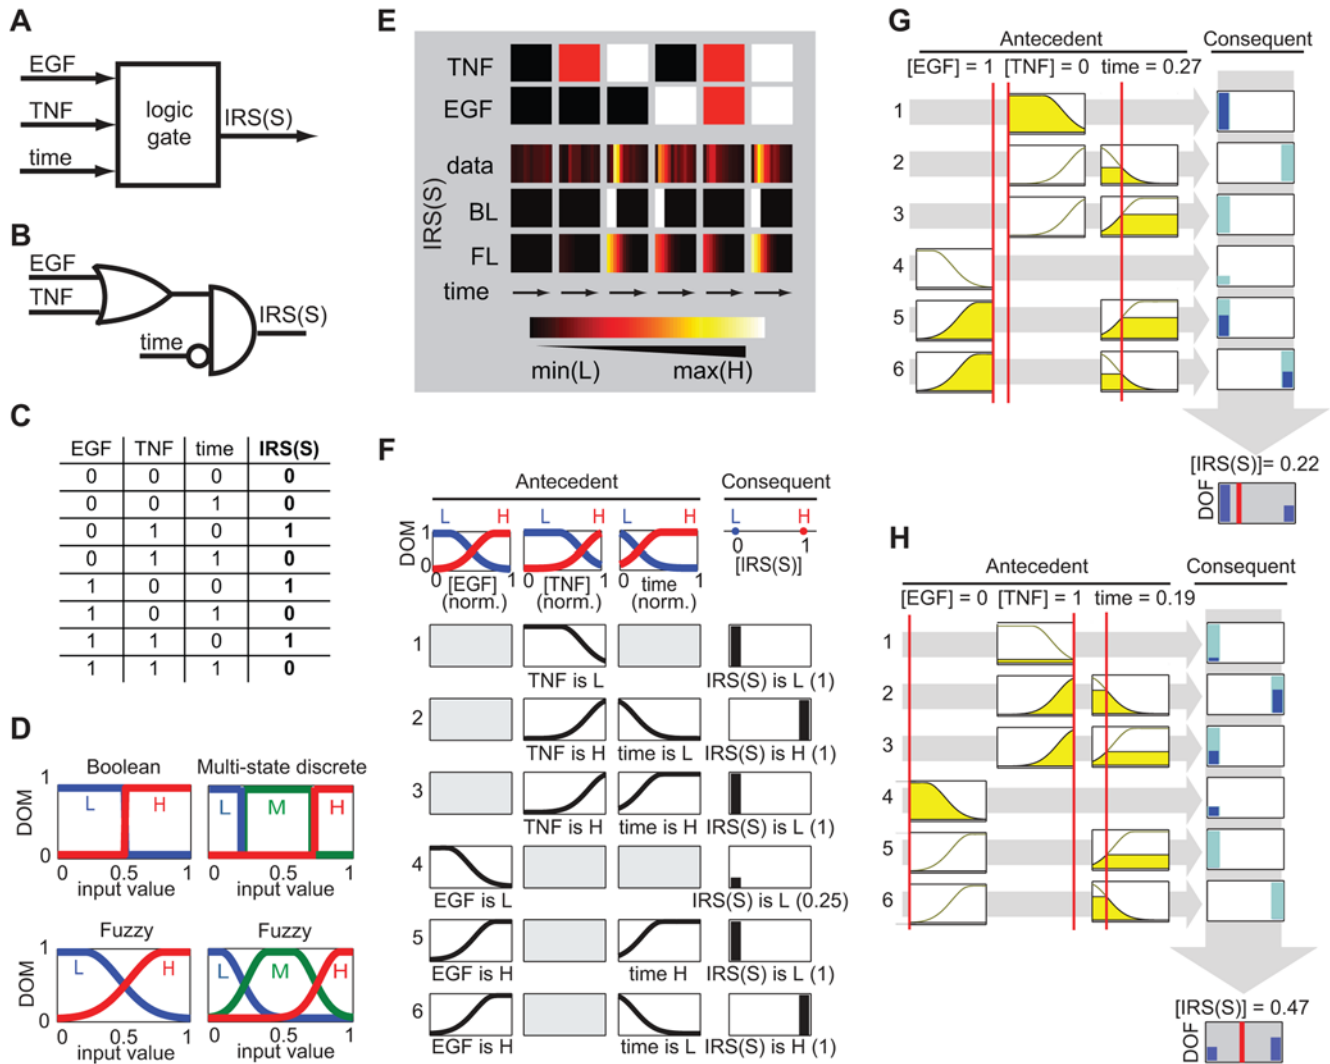 A
EGF
TNF
time
logic
gate
IRS(S)
B
EGF
TNF
time
IRS(S)
C
EGF TNF time IRS(S)
0 0 0 0
0 0 1 0
0 1 0 1
0 1 1 0
1 0 0 1
1 0 1 0
1 1 0 1
1 1 1 0
D
Boolean Multi-state discrete
DOM
1
0
L H
L M H
0 0.5 1 0 0.5 1
input value input value
Fuzzy Fuzzy
DOM
1
0
L H
L M H
0 0.5 1 0 0.5 1
input value input value
E
TNF
EGF
IRS(S)
data
BL
FL
time
min(L) max(H)
F
Antecedent Consequent
L H L H L H L H
DOM
1
0
0 1 0 1 0 1 0 1
[EGF] [TNF] time [IRS(S)]
(norm.) (norm.) (norm.)
1
TNF is L IRS(S) is L (1)
2
TNF is H time is L IRS(S) is H (1)
3
TNF is H time is H IRS(S) is L (1)
4
EGF is L IRS(S) is L (0.25)
5
EGF is H time H IRS(S) is L (1)
6
EGF is H time is L IRS(S) is H (1)
G
Antecedent Consequent
[EGF] = 1 [TNF] = 0 time = 0.27
1
2
3
4
5
6
[IRS(S)]= 0.22
DOF
H
Antecedent Consequent
[EGF] = 0 [TNF] = 1 time = 0.19
1
2
3
4
5
6
[IRS(S)] = 0.47
DOF